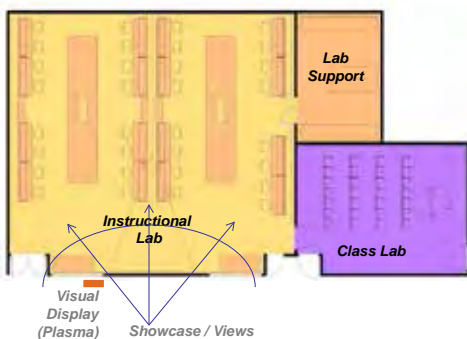 Lab
Support
Instructional
Lab
Class Lab
Visual
Display
(Plasma)
Showcase / Views